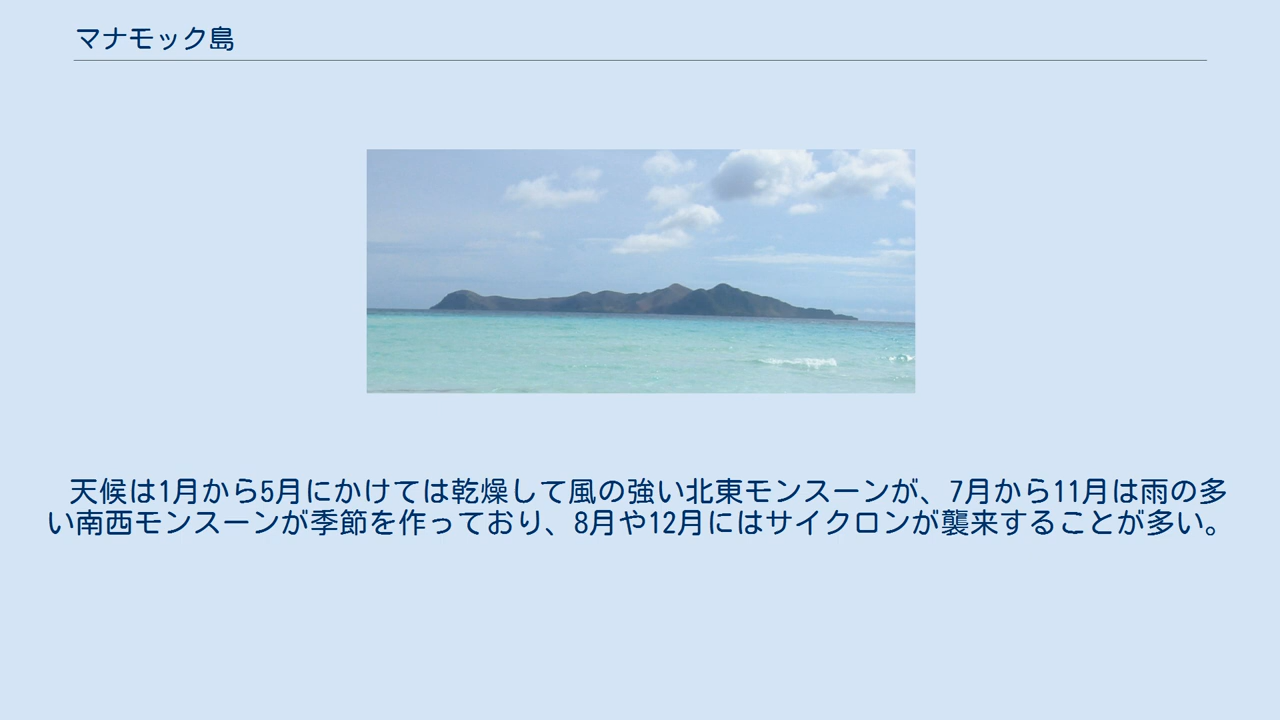 マナモック島
天候は1月から5月にかけては乾燥して風の強い北東モンスーンが、7月から11月は雨の多
い南西モンスーンが季節を作っており、8月や12月にはサイクロンが襲来することが多い。